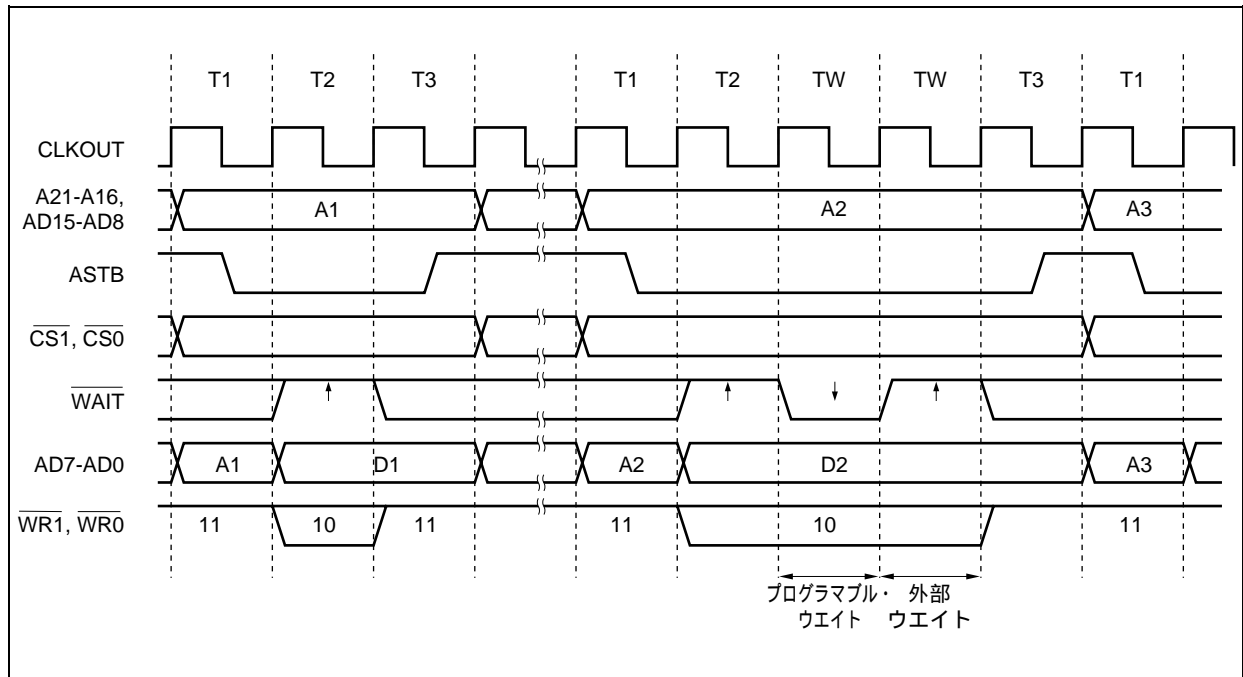 T1 T2 T3 T1 T2 TW TW T3 T1
CLKOUT
A21-A16,
AD15-AD8
A1 A2 A3
ASTB
CS1, CS0
WAIT
AD7-AD0
A1 D1 A2 D2 A3
WR1, WR0
11 10 11 11 10 11
プログラマブル・ 外部
ウエイト ウエイト